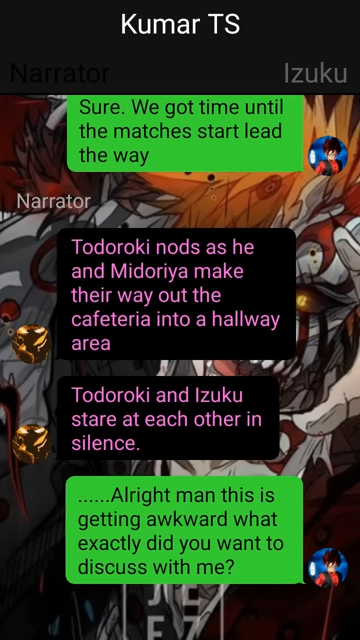 Kumar TS
Narrator
Izuku
Sure. We got time until
the matches start lead
the way
Narrator
Todoroki nods as he
and Midoriya make
their way out the
cafeteria into a hallway
area
Todoroki and Izuku
stare at each other in
silence.
......Alright man this is
getting awkward what
exactly did you want to
discuss with me?